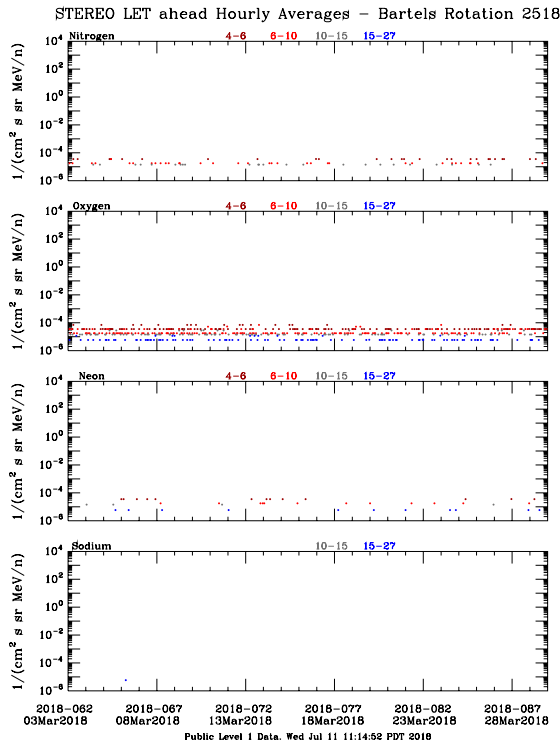 STEREO LET ahead Hourly Averages – Bartels Rotation 2518
Nitrogen 4-6 6-10 10-15 15-27
10^4
10^2
10^0
10^-2
10^-4
10^-6
1/(cm^2 s sr MeV/n)
Oxygen 4-6 6-10 10-15 15-27
10^4
10^2
10^0
10^-2
10^-4
10^-6
1/(cm^2 s sr MeV/n)
Neon 4-6 6-10 10-15 15-27
10^4
10^2
10^0
10^-2
10^-4
10^-6
1/(cm^2 s sr MeV/n)
Sodium 10-15 15-27
10^4
10^2
10^0
10^-2
10^-4
10^-6
1/(cm^2 s sr MeV/n)
2018-062 2018-067 2018-072 2018-077 2018-082 2018-087
03Mar2018 08Mar2018 13Mar2018 18Mar2018 23Mar2018 28Mar2018
Public Level 1 Data, Wed Jul 11 11:14:52 PDT 2018